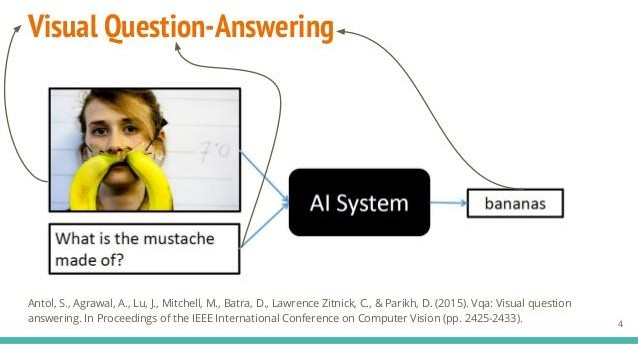 Visual Question-Answering
7.0
What is the mustache
made of?
AI System
bananas
Antol, S., Agrawal, A., Lu, J., Mitchell, M., Batra, D., Lawrence Zitnick, C., & Parikh, D. (2015). Vqa: Visual question
answering. In Proceedings of the IEEE International Conference on Computer Vision (pp. 2425-2433).
4